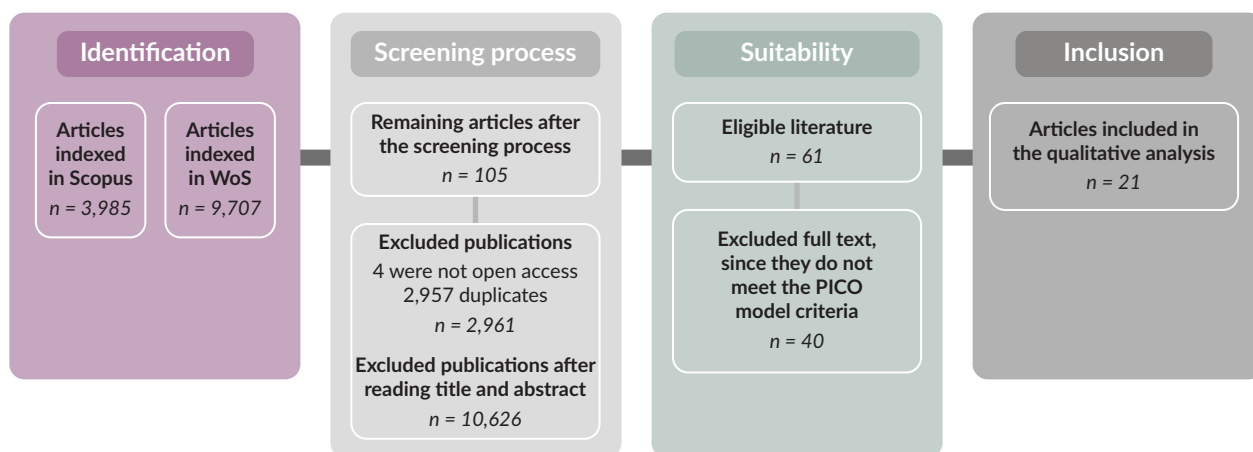 Identification
Articles
indexed
in Scopus
n = 3,985
Articles
indexed
in WoS
n = 9,707
Screening process
Remaining articles after
the screening process
n = 105
Excluded publications
4 were not open access
2,957 duplicates
n = 2,961
Excluded publications after
reading title and abstract
n = 10,626
Suitability
Eligible literature
n = 61
Excluded full text,
since they do not
meet the PICO
model criteria
n = 40
Inclusion
Articles included in
the qualitative analysis
n = 21